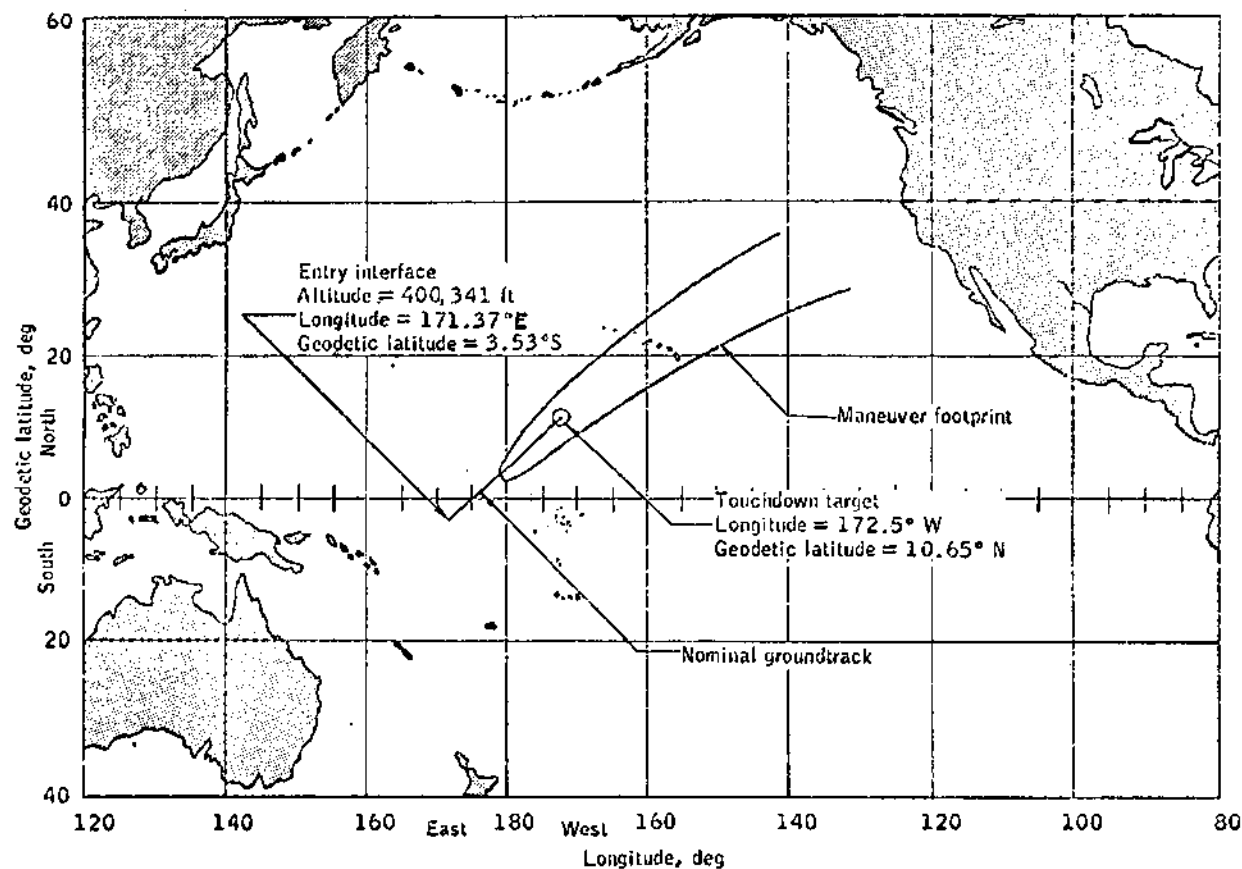 60
40
20
0
20
40
Geodetic latitude, deg
North
South
Entry interface
Altitude = 400,341 ft
Longitude = 171.37°E
Geodetic latitude = 3.53°S
Maneuver footprint
Touchdown target
Longitude = 172.5° W
Geodetic latitude = 10.65° N
Nominal groundtrack
120 140 160 East 180 West 160 140 120 100 80
Longitude, deg